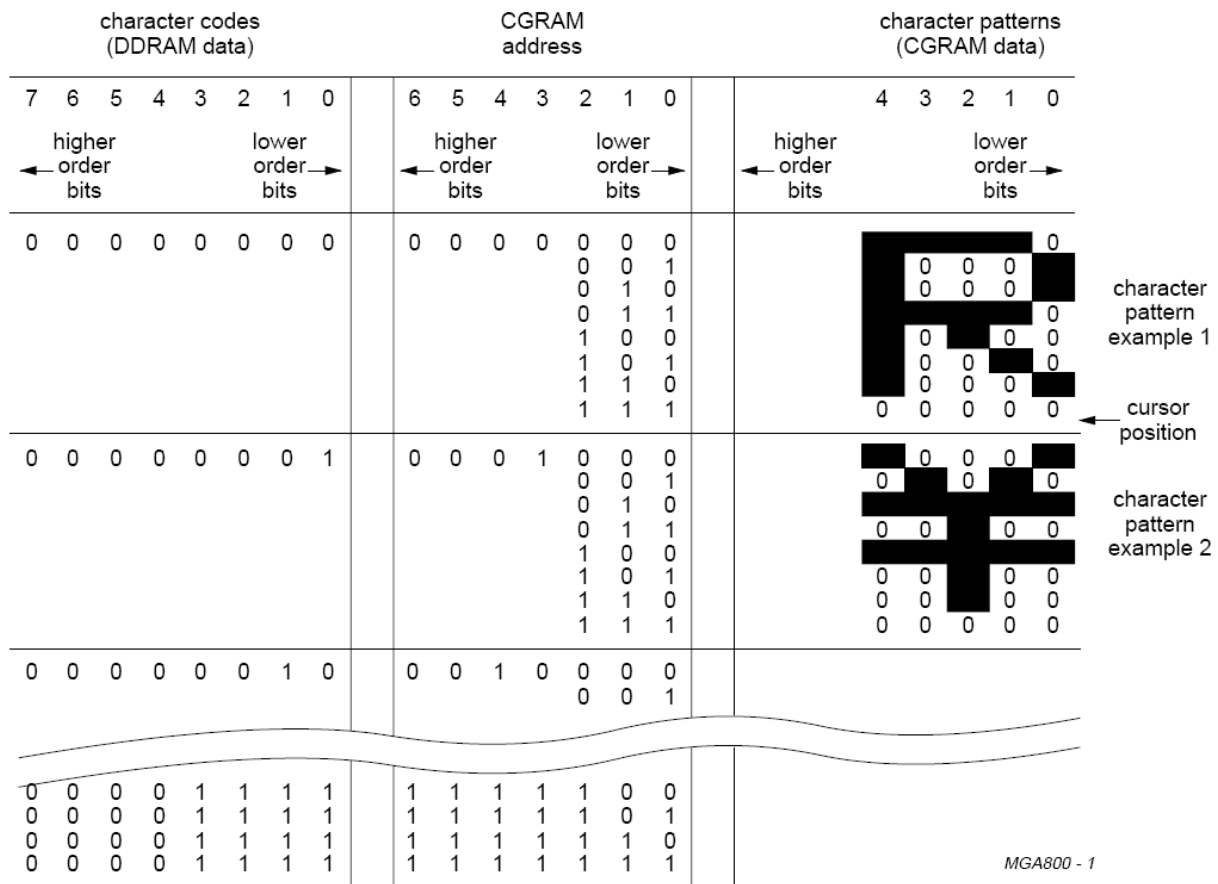 character codes CGRAM character patterns
(DDRAM data) address (CGRAM data)
7 6 5 4 3 2 1 0 6 5 4 3 2 1 0 4 3 2 1 0
higher lower higher lower higher lower
order order order order order order
bits bits bits bits bits bits
0 0 0 0 0 0 0 0 0 0 0 0 0 0 0 0
0 0 1 0 0 0
0 1 0 0 0 0 character
0 1 1 0 pattern
1 0 0 0 0 0 example 1
1 0 1 0 0 0
1 1 0 0 0 0
1 1 1 0 0 0 0 0 cursor
position
0 0 0 0 0 0 0 1 0 0 0 1 0 0 0 0 0 0
0 0 1 0 0 0
0 1 0 character
0 1 1 0 0 0 0 pattern
1 0 0 example 2
1 0 1 0 0 0 0
1 1 0 0 0 0 0
1 1 1 0 0 0 0 0
0 0 0 0 0 0 1 0 0 0 1 0 0 0 0
0 0 1
0 0 0 0 1 1 1 1 1 1 1 1 1 0 0
0 0 0 0 1 1 1 1 1 1 1 1 1 0 1
0 0 0 0 1 1 1 1 1 1 1 1 1 1 0
0 0 0 0 1 1 1 1 1 1 1 1 1 1 1
MGA800 - 1